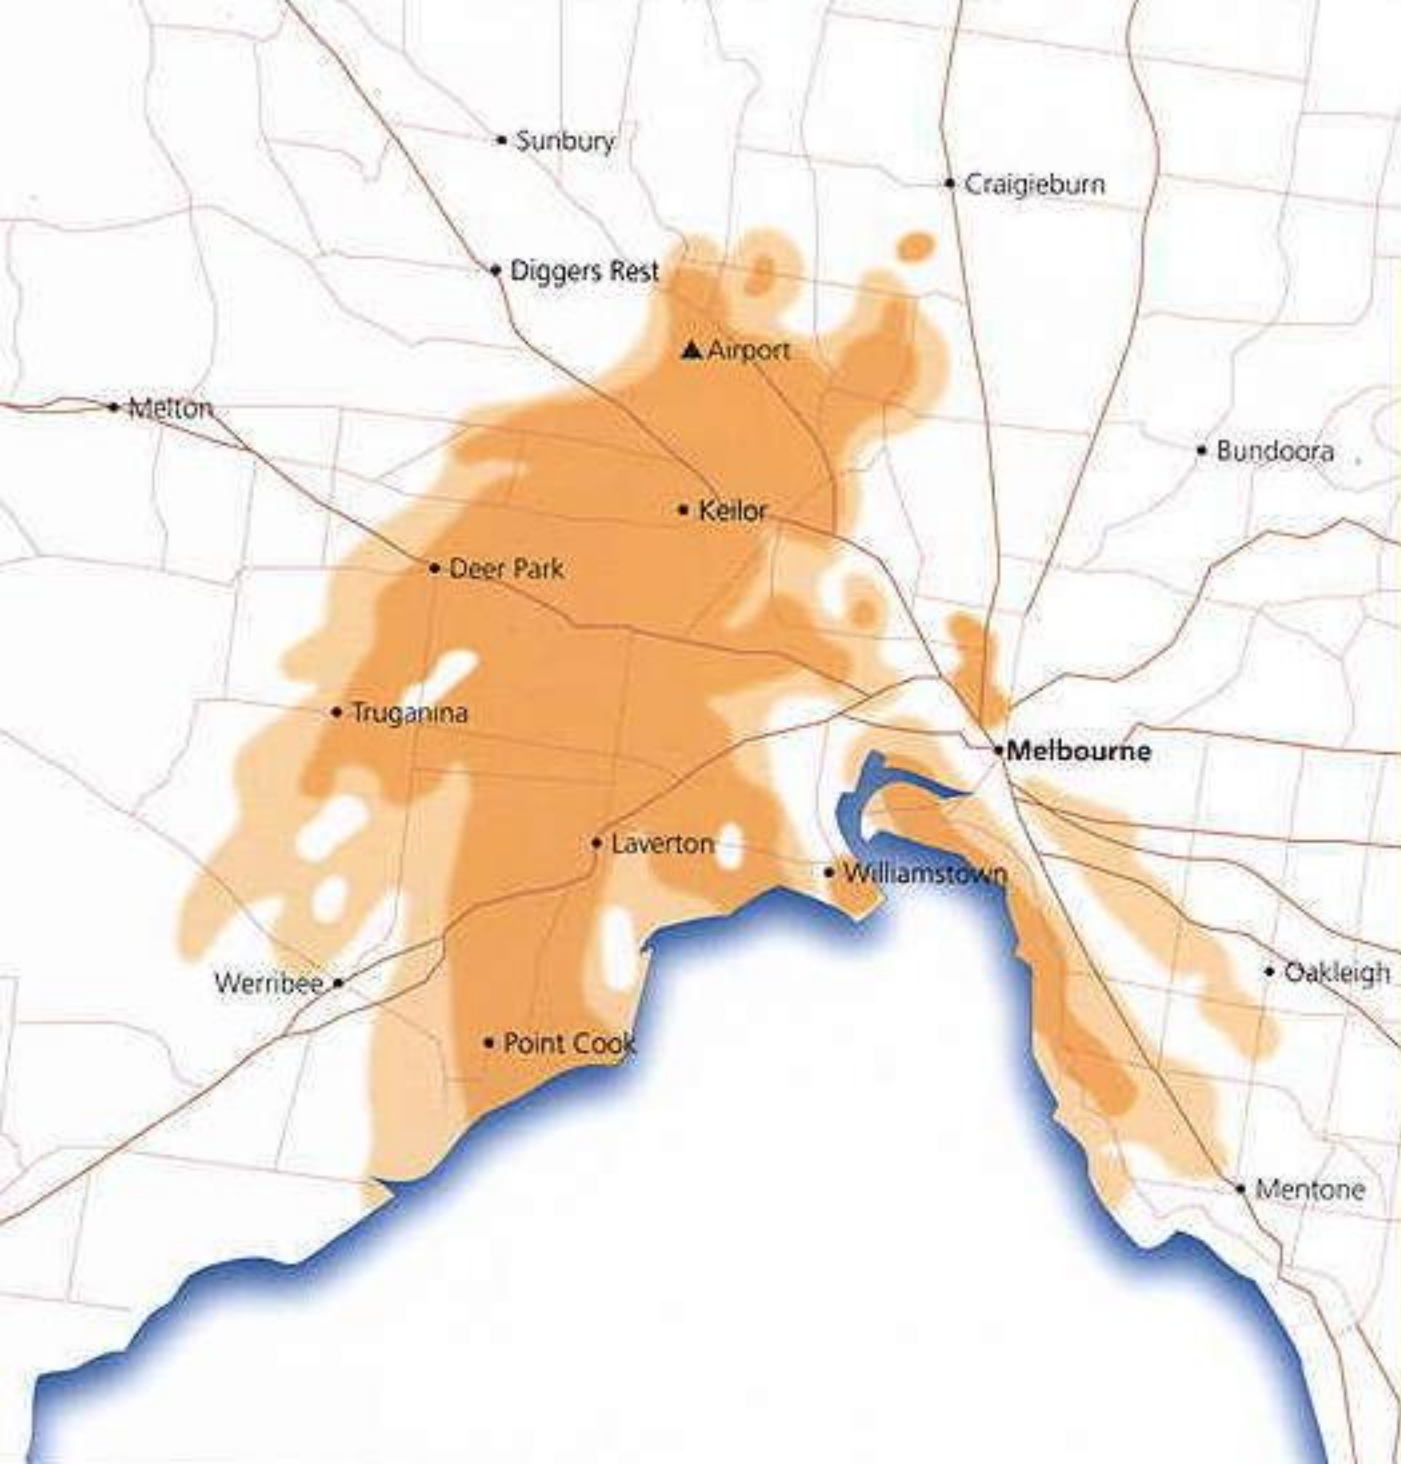 Sunbury
Craigieburn
Diggers Rest
Airport
Melton
Bundoora
Keilor
Deer Park
Truganina
Melbourne
Laverton
Williamstown
Oakleigh
Werribee
Point Cook
Mentone